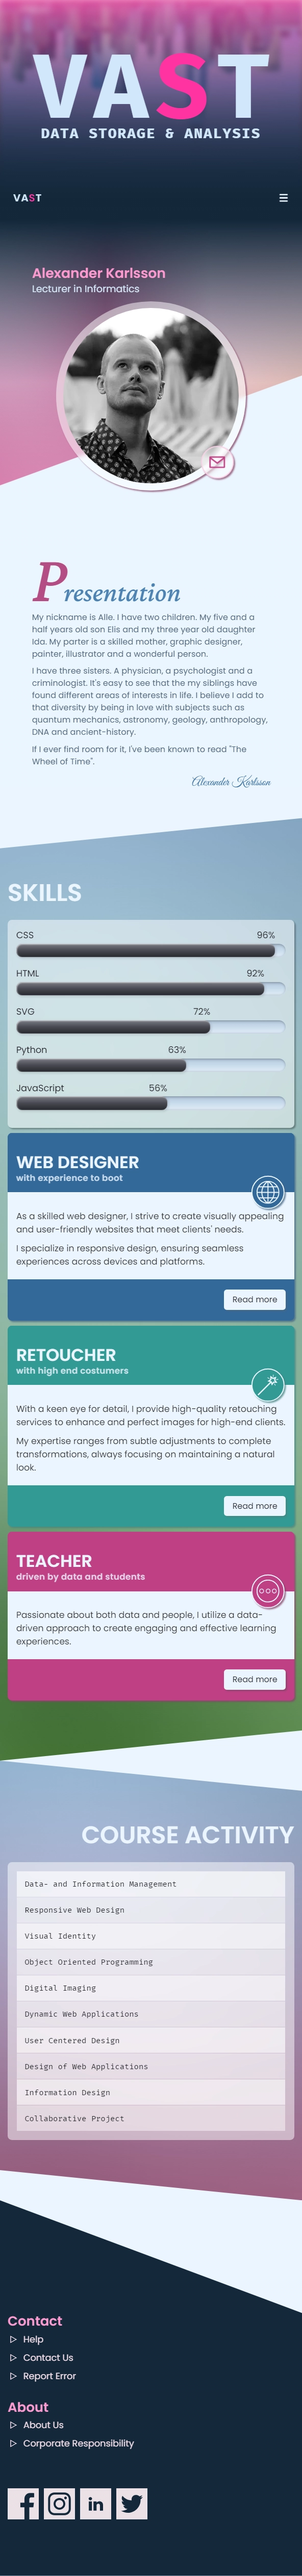 VAST
DATA STORAGE & ANALYSIS
VAST
Alexander Karlsson
Lecturer in Informatics
Presentation
My nickname is Alle. I have two children. My five and a
half years old son Elis and my three year old daughter
Ida. My parter is a skilled mother, graphic designer,
painter, illustrator and a wonderful person.
I have three sisters. A physician, a psychologist and a
criminologist. It's easy to see that the my siblings have
found different areas of interests in life. I believe I add to
that diversity by being in love with subjects such as
quantum mechanics, astronomy, geology, anthropology,
DNA and ancient-history.
If I ever find room for it, I've been known to read "The
Wheel of Time".
Alexander Karlsson
SKILLS
CSS 96%
HTML 92%
SVG 72%
Python 63%
JavaScript 56%
WEB DESIGNER
with experience to boot
As a skilled web designer, I strive to create visually appealing
and user-friendly websites that meet clients' needs.
I specialize in responsive design, ensuring seamless
experiences across devices and platforms.
Read more
RETOUCHER
with high end costumers
With a keen eye for detail, I provide high-quality retouching
services to enhance and perfect images for high-end clients.
My expertise ranges from subtle adjustments to complete
transformations, always focusing on maintaining a natural
look.
Read more
TEACHER
driven by data and students
Passionate about both data and people, I utilize a data-
driven approach to create engaging and effective learning
experiences.
Read more
COURSE ACTIVITY
Data- and Information Management
Responsive Web Design
Visual Identity
Object Oriented Programming
Digital Imaging
Dynamic Web Applications
User Centered Design
Design of Web Applications
Information Design
Collaborative Project
Contact
Help
Contact Us
Report Error
About
About Us
Corporate Responsibility